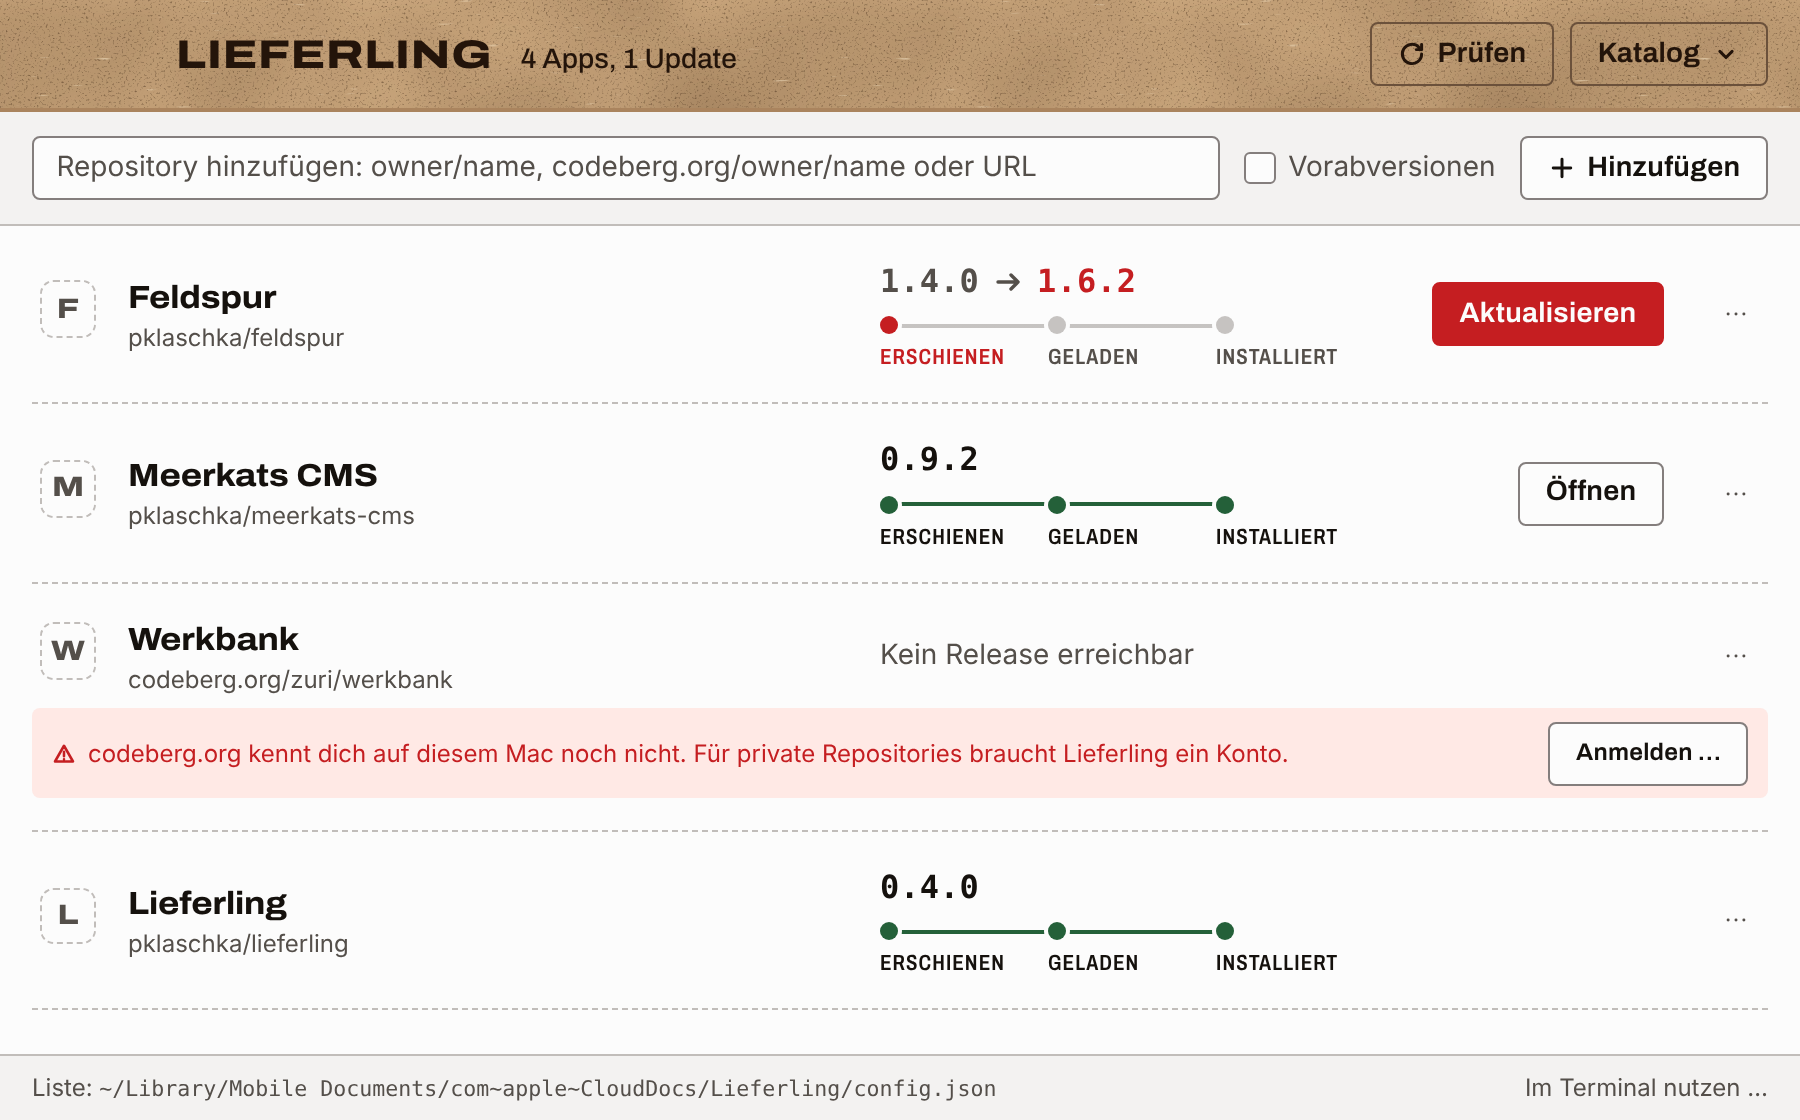 LIEFERLING 4 Apps, 1 Update Prüfen Katalog
Repository hinzufügen: owner/name, codeberg.org/owner/name oder URL Vorabversionen Hinzufügen
F Feldspur
pklaschka/feldspur
1.4.0 → 1.6.2
ERSCHIENEN GELADEN INSTALLIERT
Aktualisieren ...
M Meerkats CMS
pklaschka/meerkats-cms
0.9.2
ERSCHIENEN GELADEN INSTALLIERT
Öffnen ...
W Werkbank
codeberg.org/zuri/werkbank
Kein Release erreichbar ...
codeberg.org kennt dich auf diesem Mac noch nicht. Für private Repositories braucht Lieferling ein Konto. Anmelden ...
L Lieferling
pklaschka/lieferling
0.4.0
ERSCHIENEN GELADEN INSTALLIERT
...
Liste: ~/Library/Mobile Documents/com~apple~CloudDocs/Lieferling/config.json Im Terminal nutzen ...